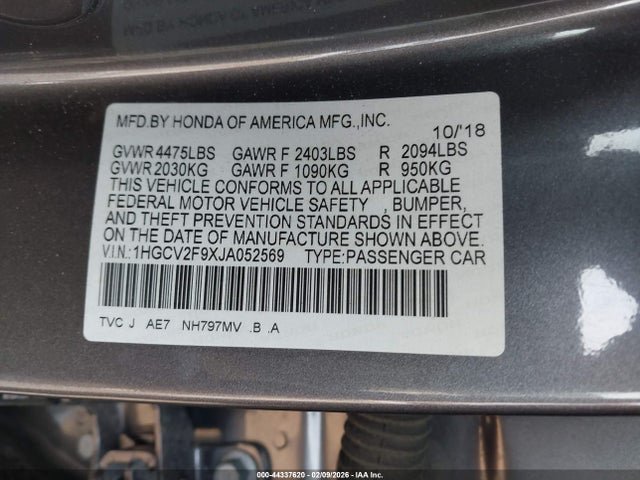 MFD.BY HONDA OF AMERICA MFG.,INC.
10/'18
GVWR 4475LBS GAWR F 2403LBS R 2094LBS
GVWR 2030KG GAWR F 1090KG R 950KG
THIS VEHICLE CONFORMS TO ALL APPLICABLE
FEDERAL MOTOR VEHICLE SAFETY , BUMPER,
AND THEFT PREVENTION STANDARDS IN EFFECT
ON THE DATE OF MANUFACTURE SHOWN ABOVE.
V.I.N.:1HGCV2F9XJA052569 TYPE:PASSENGER CAR
TVC J AE7 NH797MV .B .A
000-44337620 - 02/09/2026 - IAA Inc.